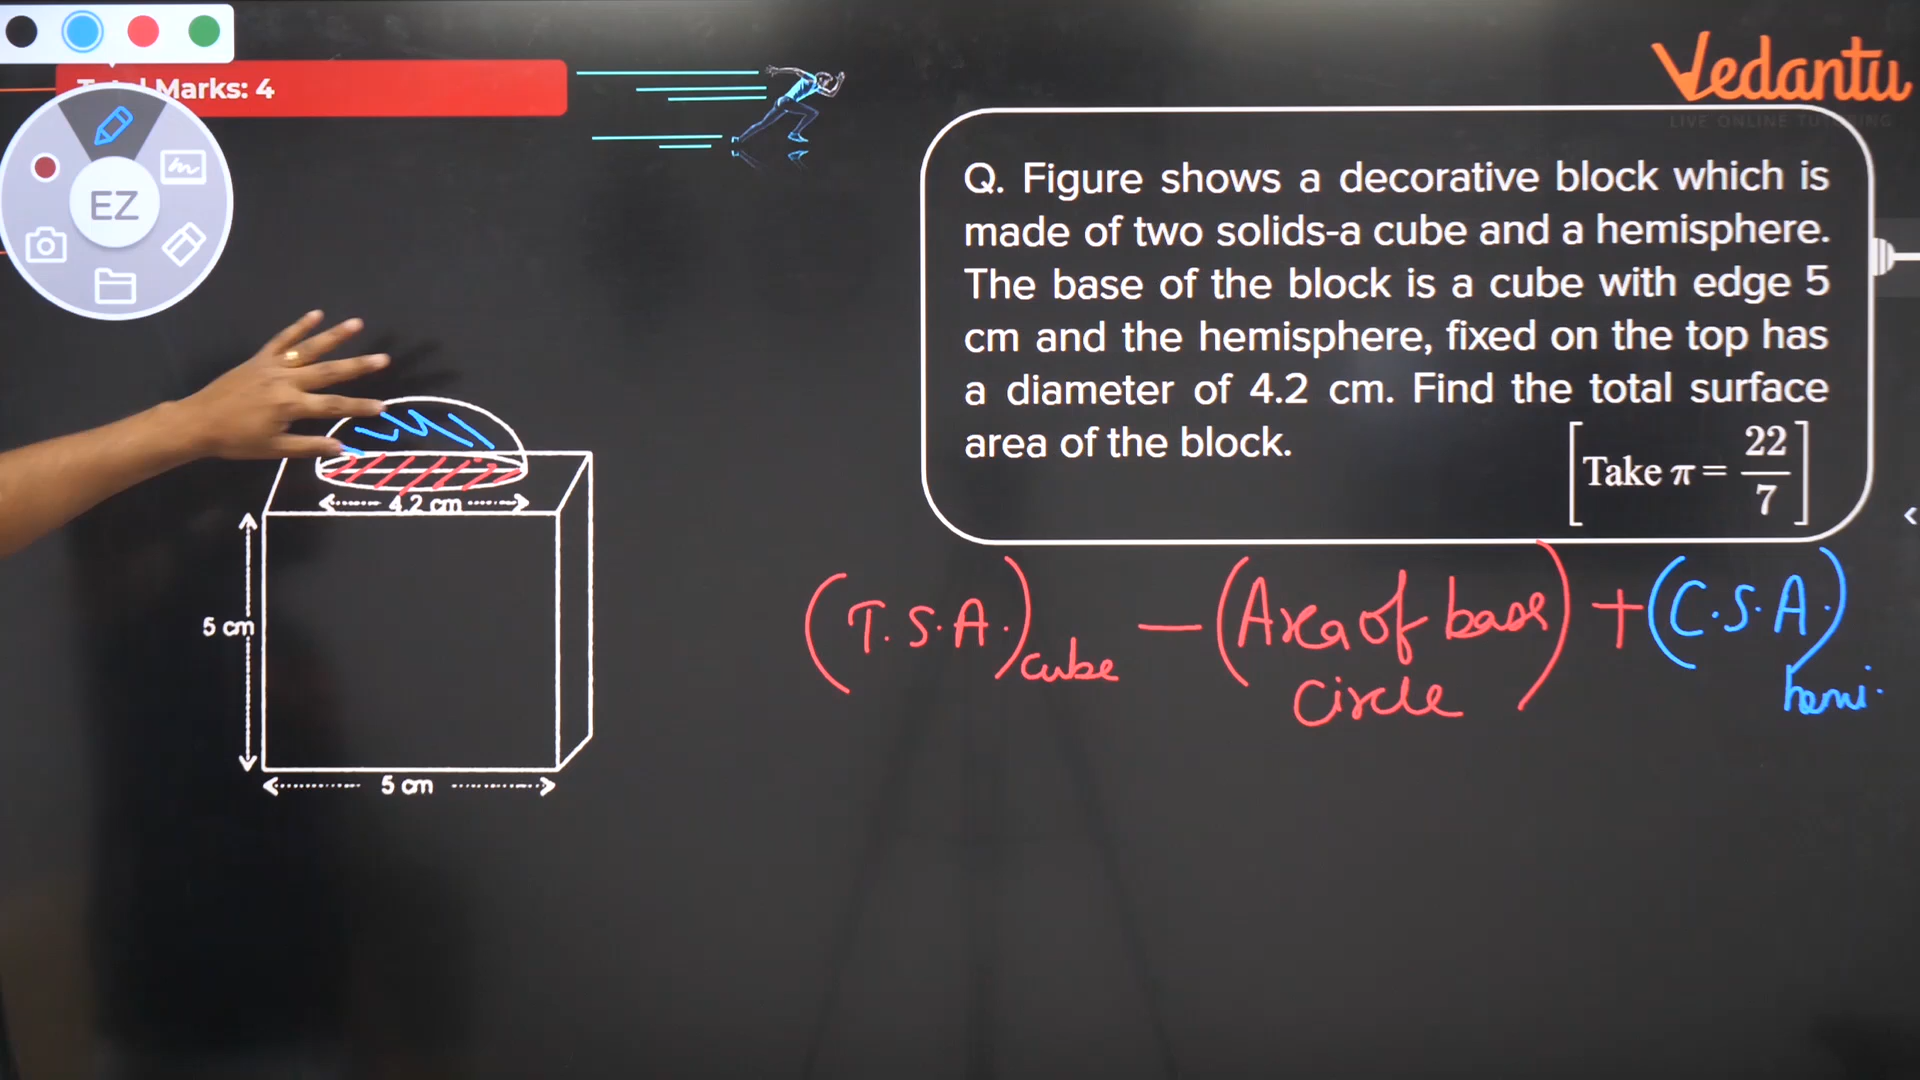 Marks: 4
EZ
Vedantu
LIVE ONLINE TUTORING
Q. Figure shows a decorative block which is
made of two solids-a cube and a hemisphere.
The base of the block is a cube with edge 5
cm and the hemisphere, fixed on the top has
a diameter of 4.2 cm. Find the total surface
area of the block.
[Take π = 22/7]
4.2 cm
5 cm
5 cm
(T.S.A.)cube — (Area of base circle) + (C.S.A.)hemi.